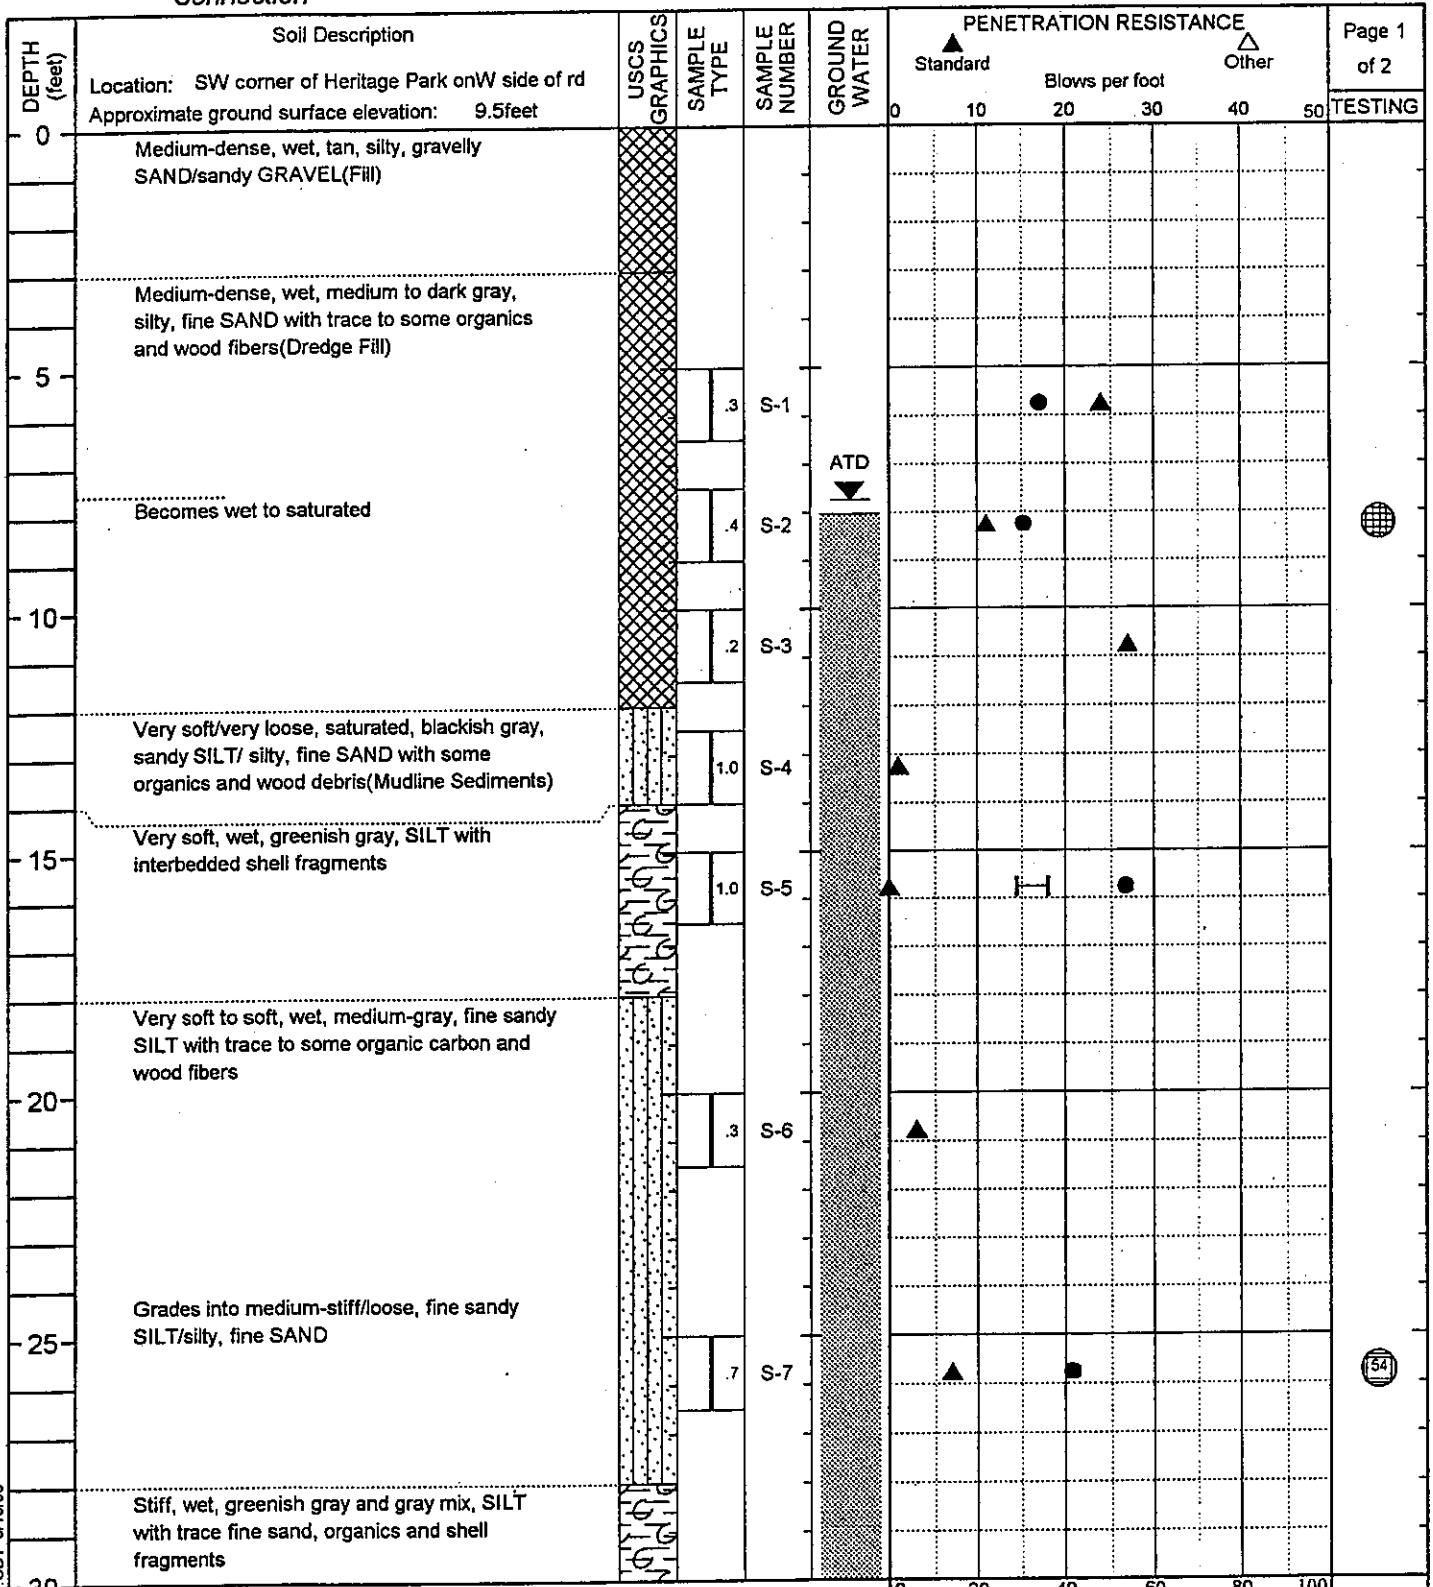 Connection
DEPTH (feet)
Soil Description
Location: SW corner of Heritage Park onW side of rd
Approximate ground surface elevation: 9.5feet
USCS GRAPHICS
SAMPLE TYPE
SAMPLE NUMBER
GROUND WATER
PENETRATION RESISTANCE
Standard
Other
Blows per foot
0 10 20 30 40 50
Page 1
of 2
TESTING
0
Medium-dense, wet, tan, silty, gravelly
SAND/sandy GRAVEL(Fill)
Medium-dense, wet, medium to dark gray,
silty, fine SAND with trace to some organics
and wood fibers(Dredge Fill)
5
.3 S-1
ATD
Becomes wet to saturated
.4 S-2
10
.2 S-3
Very soft/very loose, saturated, blackish gray,
sandy SILT/ silty, fine SAND with some
organics and wood debris(Mudline Sediments)
1.0 S-4
Very soft, wet, greenish gray, SILT with
interbedded shell fragments
15
1.0 S-5
Very soft to soft, wet, medium-gray, fine sandy
SILT with trace to some organic carbon and
wood fibers
20
.3 S-6
Grades into medium-stiff/loose, fine sandy
SILT/silty, fine SAND
25
.7 S-7
54
Stiff, wet, greenish gray and gray mix, SILT
with trace fine sand, organics and shell
fragments
30
0 20 40 60 80 100